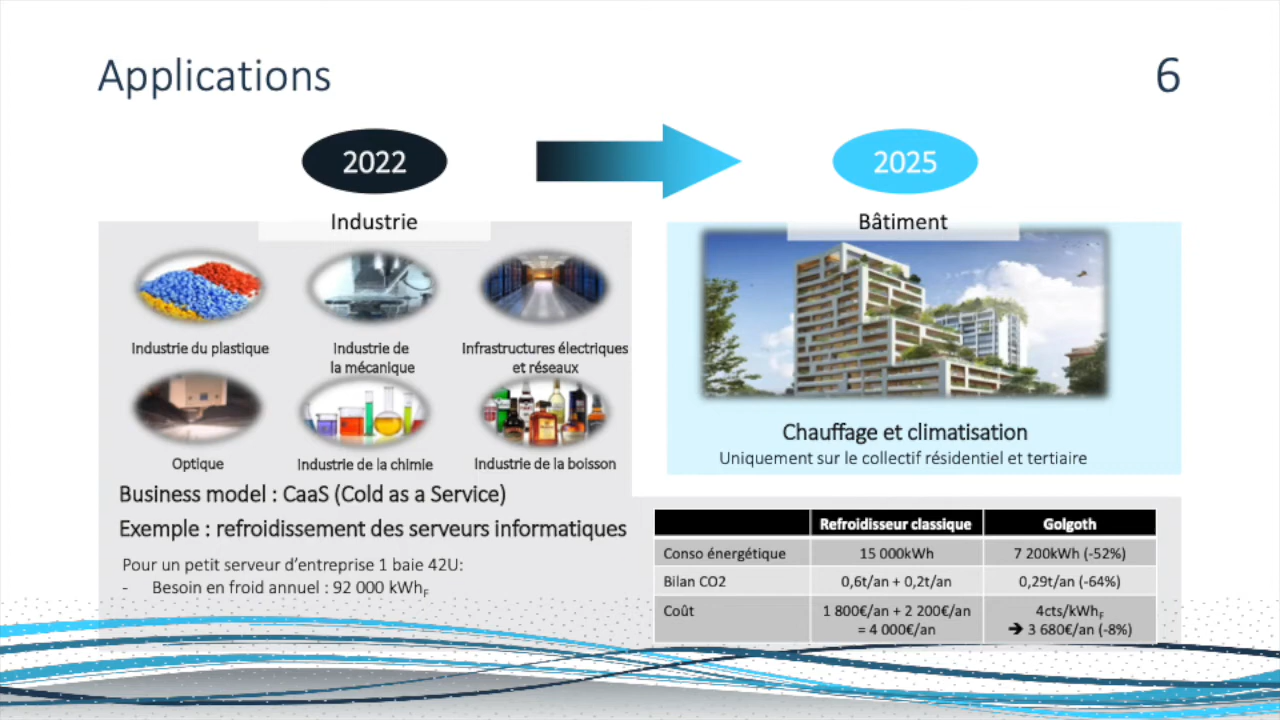 Applications
6
2022
2025
Industrie
Bâtiment
Industrie du plastique
Industrie de
la mécanique
Infrastructures électriques
et réseaux
Optique
Industrie de la chimie
Industrie de la boisson
Business model : CaaS (Cold as a Service)
Exemple : refroidissement des serveurs informatiques
Pour un petit serveur d’entreprise 1 baie 42U:
- Besoin en froid annuel : 92 000 kWhF
Chauffage et climatisation
Uniquement sur le collectif résidentiel et tertiaire
Refroidisseur classique Golgoth
Conso énergétique 15 000kWh 7 200kWh (-52%)
Bilan CO2 0,6t/an + 0,2t/an 0,29t/an (-64%)
Coût 1 800€/an + 2 200€/an 4cts/kWhF
= 4 000€/an ➔ 3 680€/an (-8%)